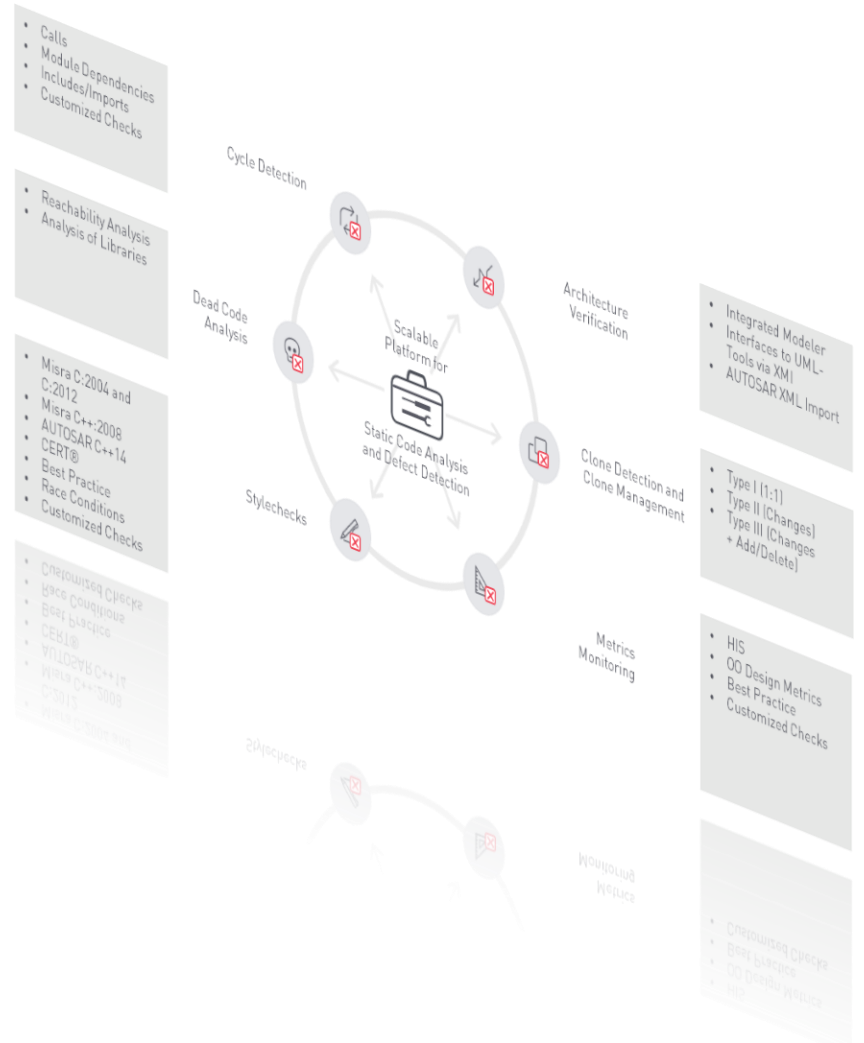 • Calls
• Module Dependencies
• Includes/Imports
• Customized Checks
Cycle Detection
• Reachability Analysis
• Analysis of Libraries
Dead Code
Analysis
• Misra C:2004 and
C:2012
• Misra C++:2008
• AUTOSAR C++14
• CERT®
• Best Practice
• Race Conditions
• Customized Checks
Stylechecks
Scalable
Platform for
Static Code Analysis
and Defect Detection
Architecture
Verification
• Integrated Modeler
• Interfaces to UML-
Tools via XMI
• AUTOSAR XML Import
Clone Detection and
Clone Management
• Type I (1:1)
• Type II (Changes)
• Type III (Changes
+ Add/Delete)
Metrics
Monitoring
• HIS
• OO Design Metrics
• Best Practice
• Customized Checks